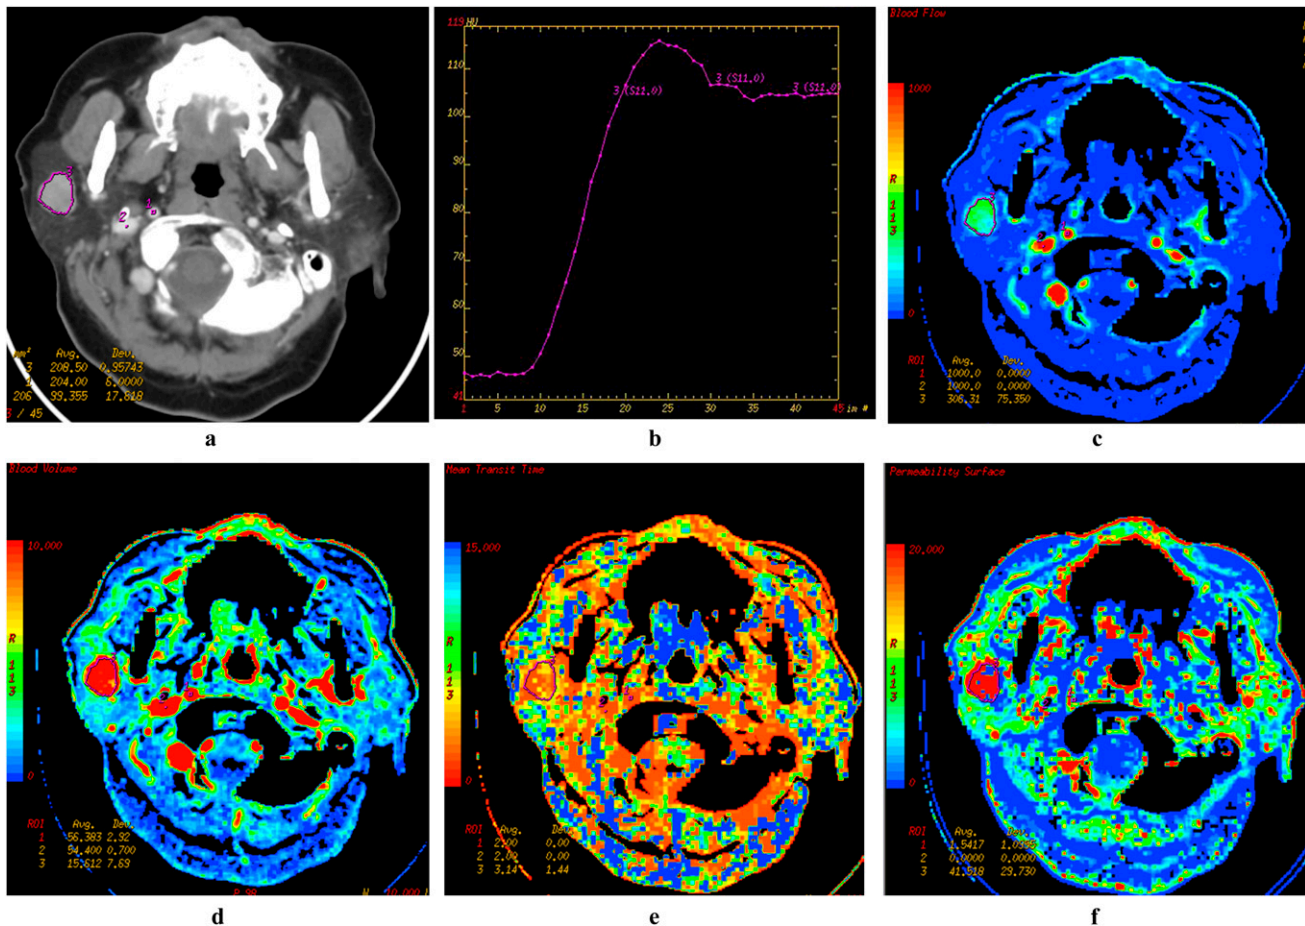 3
2
1
mm²
Avg.
Dev.
3 208.50 0.95743
1 204.00 6.0000
206 99.355 17.818
3 / 45
a
119 HU
110
100
90
80
70
60
50
41
3 (S11.0)
3 (S11.0)
3 (S11.0)
1 5 10 15 20 25 30 35 40 45 im #
b
Blood Flow
1000
R
1
1
3
0
ROI Avg. Dev.
1 1000.0 0.0000
2 1000.0 0.0000
3 306.31 75.350
c
Blood Volume
10,000
R
1
1
3
0
ROI Avg. Dev.
1 56.383 2.92
2 54.400 0.700
3 15.612 7.69
d
Mean Transit Time
15,000
R
1
1
3
0
ROI Avg. Dev.
1 2.00 0.00
2 2.00 0.00
3 3.14 1.44
e
Permeability Surface
20,000
R
1
1
3
0
ROI Avg. Dev.
1 1.5417
2 0.0000 0.0000
3 41.518 29.730
f